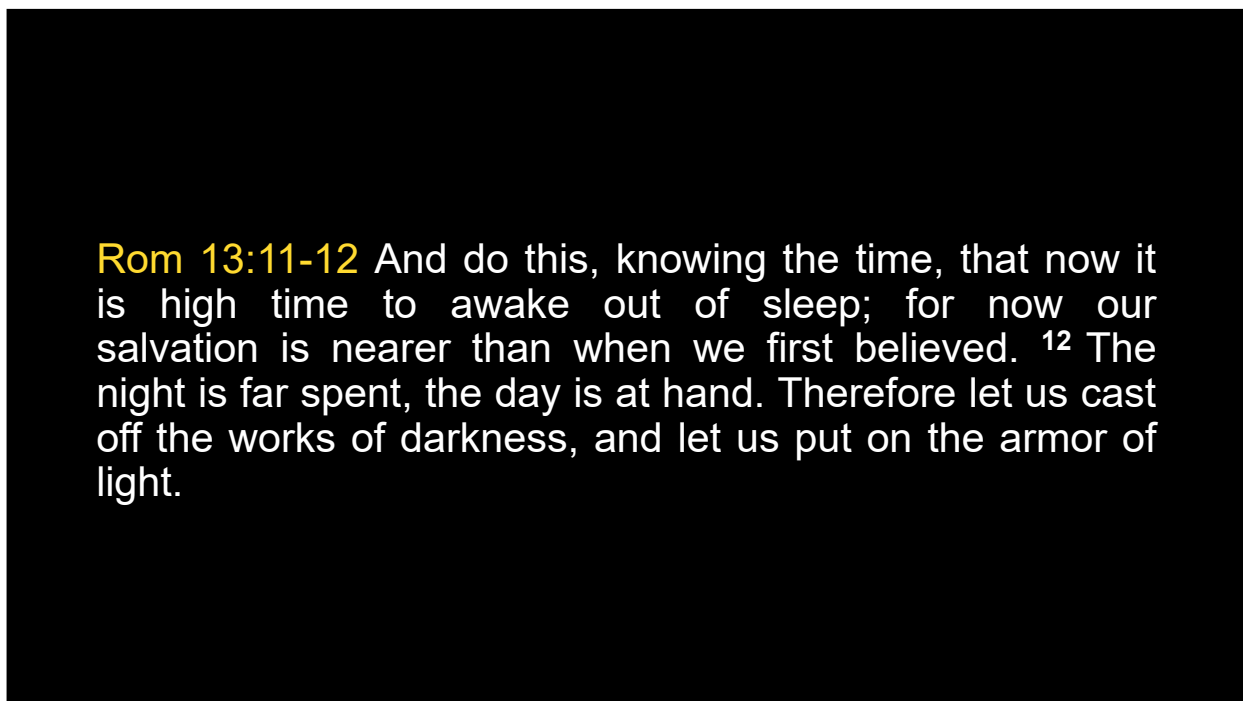 Rom 13:11-12 And do this, knowing the time, that now it
is high time to awake out of sleep; for now our
salvation is nearer than when we first believed. 12 The
night is far spent, the day is at hand. Therefore let us cast
off the works of darkness, and let us put on the armor of
light.